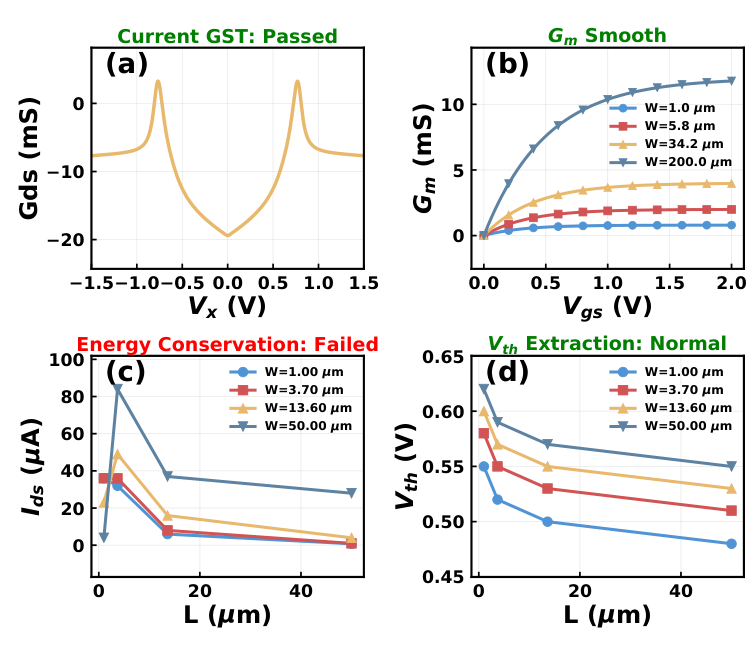 Current GST: Passed
(a)
Gds (mS)
0
−10
−20
−1.5 −1.0 −0.5 0.0 0.5 1.0 1.5
Vₓ (V)
Gₘ Smooth
(b)
Gₘ (mS)
10
5
0
W=1.0 μm
W=5.8 μm
W=34.2 μm
W=200.0 μm
0.0 0.5 1.0 1.5 2.0
V_gs (V)
Energy Conservation: Failed
(c)
I_ds (μA)
100
80
60
40
20
0
W=1.00 μm
W=3.70 μm
W=13.60 μm
W=50.00 μm
0 20 40
L (μm)
V_th Extraction: Normal
(d)
V_th (V)
0.65
0.60
0.55
0.50
0.45
W=1.00 μm
W=3.70 μm
W=13.60 μm
W=50.00 μm
0 20 40
L (μm)